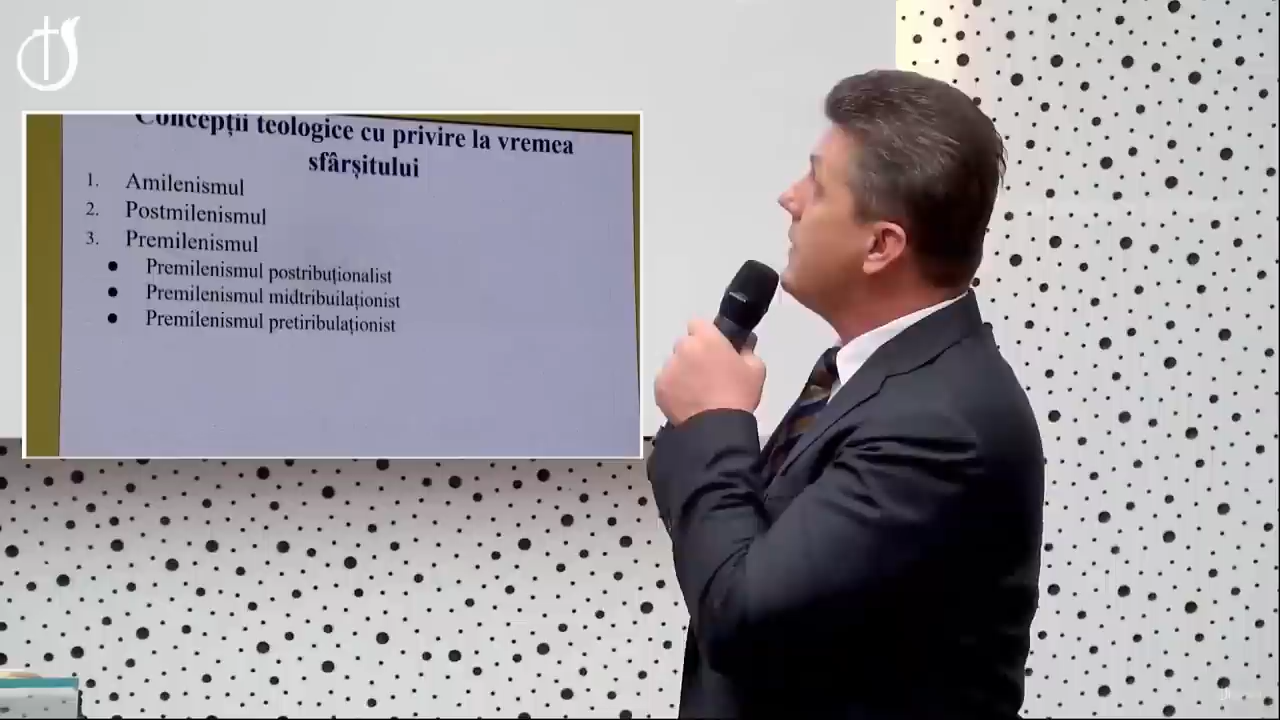 Concepții teologice cu privire la vremea
sfârșitului
1. Amilenismul
2. Postmilenismul
3. Premilenismul
● Premilenismul postribuționalist
● Premilenismul midtribuilaționist
● Premilenismul pretiribulaționist